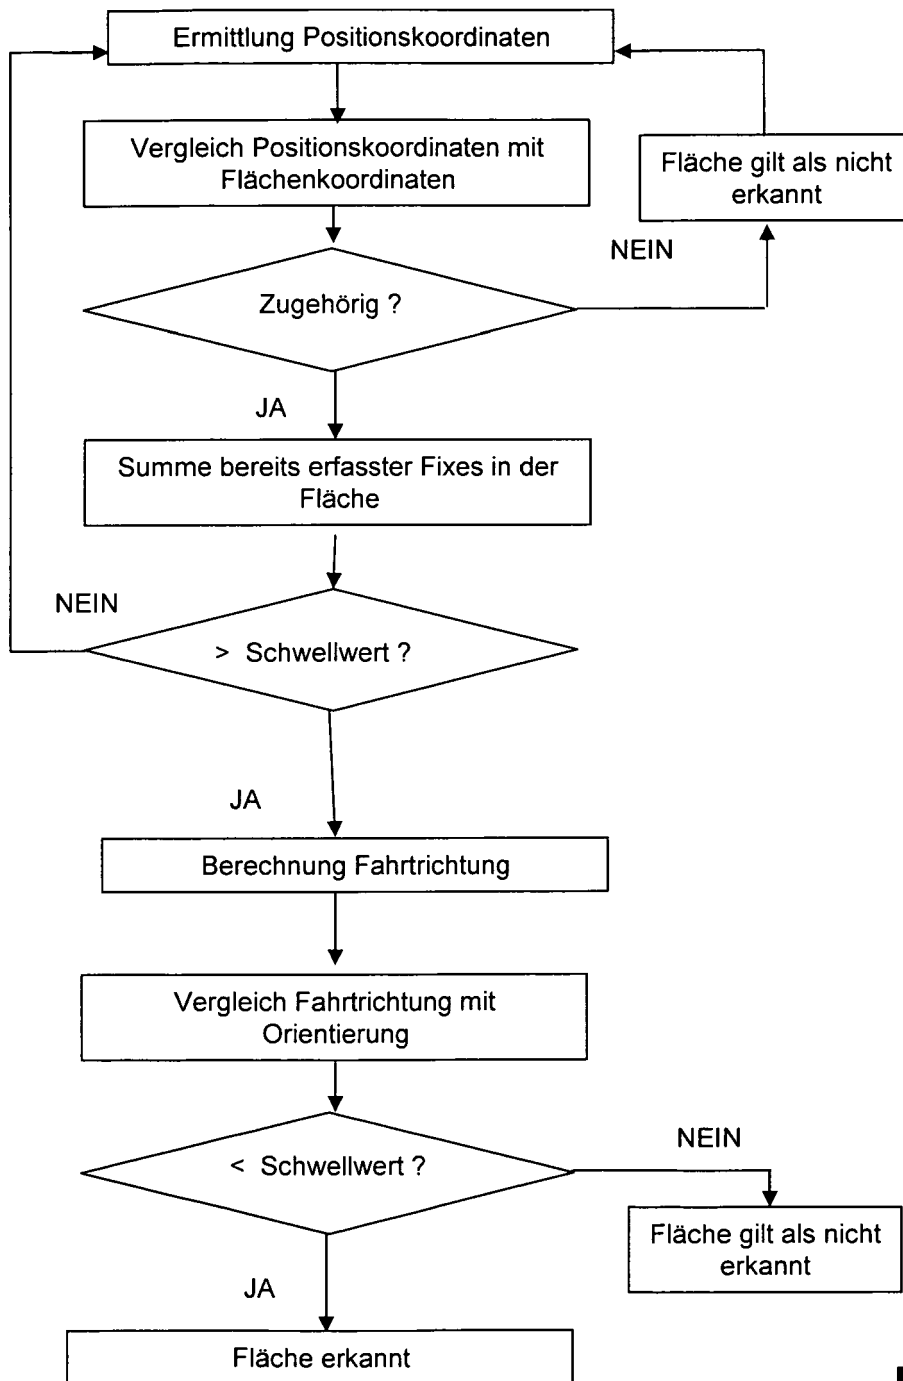 Ermittlung Positionskoordinaten
Vergleich Positionskoordinaten mit
Flächenkoordinaten
Fläche gilt als nicht
erkannt
NEIN
Zugehörig ?
JA
Summe bereits erfasster Fixes in der
Fläche
NEIN
> Schwellwert ?
JA
Berechnung Fahrtrichtung
Vergleich Fahrtrichtung mit
Orientierung
NEIN
< Schwellwert ?
Fläche gilt als nicht
erkannt
JA
Fläche erkannt